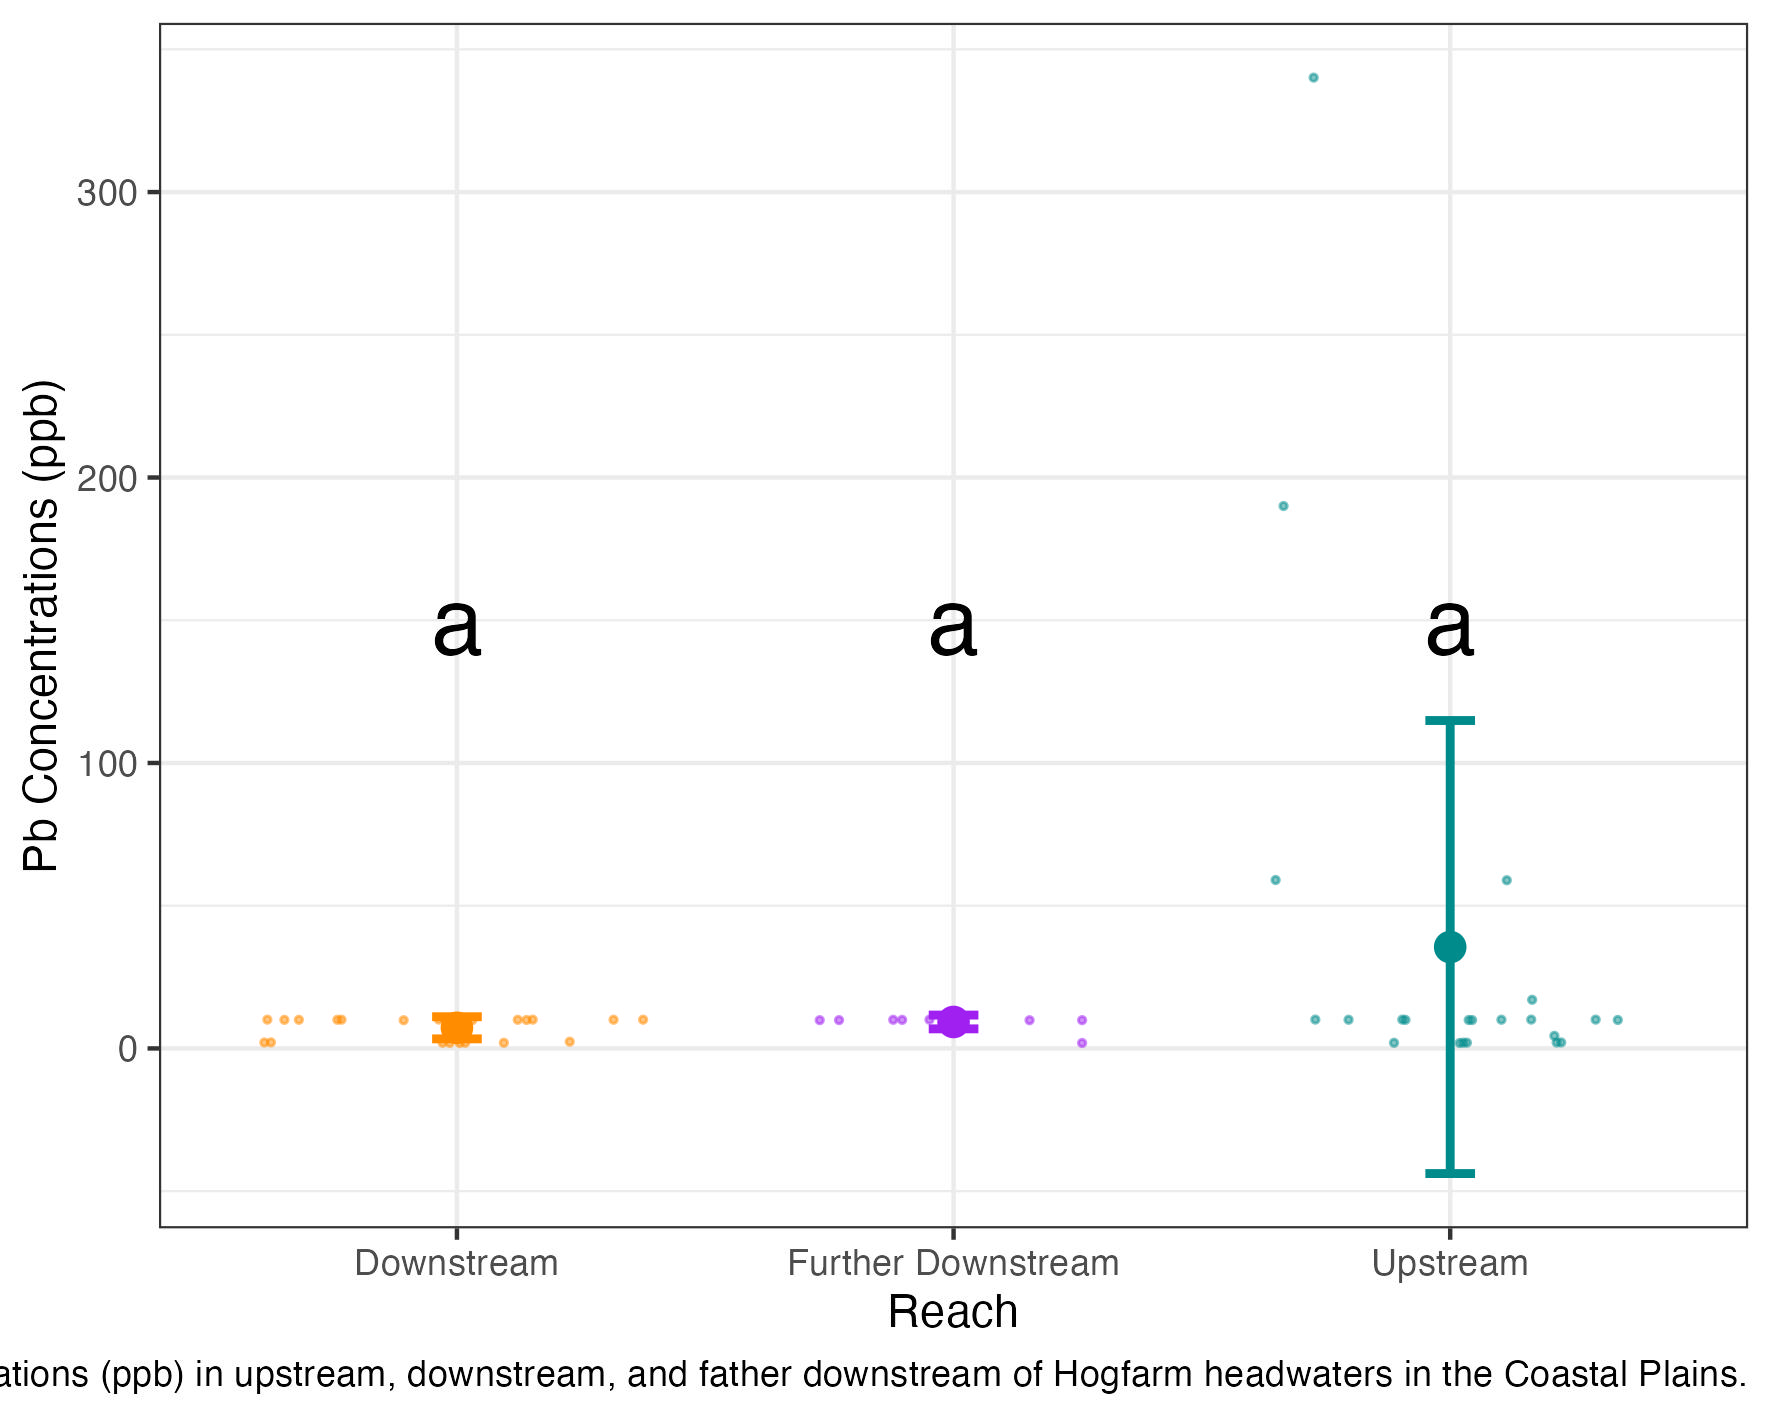 Pb Concentrations (ppb)
300
200
100
0
a a a
Downstream Further Downstream Upstream
Reach
ations (ppb) in upstream, downstream, and father downstream of Hogfarm headwaters in the Coastal Plains.